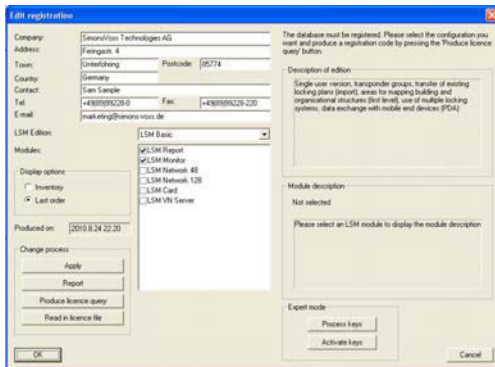 Edit registration
Company: SimonsVoss Technologies AG
Address: Feringastr. 4
Town: Unterföhring Postcode: 85774
County: Germany
Contact: Sam Sample
Tel: +49(89)99228-0 Fax: +49(89)99228-220
E-mail: marketing@simons-voss.de
LSM Edition: LSM Basic
Modules:
LSM Report
LSM Monitor
LSM Network 48
LSM Network 128
LSM Card
LSM VN Server
Display options
Inventory
Last order
Produced on: 2010.8.24 22:20
Change process
Apply
Report
Produce licence query
Read in licence file
OK
The database must be registered. Please select the configuration you
want and produce a registration code by pressing the 'Produce licence
query' button.
Description of edition
Single user version, transponder groups, transfer of existing
locking plans (import), areas for mapping building and
organisational structures (first level), use of multiple locking
systems, data exchange with mobile end devices (PDA)
Module description
Not selected
Please select an LSM module to display the module description
Expert mode
Process keys
Activate keys
Cancel